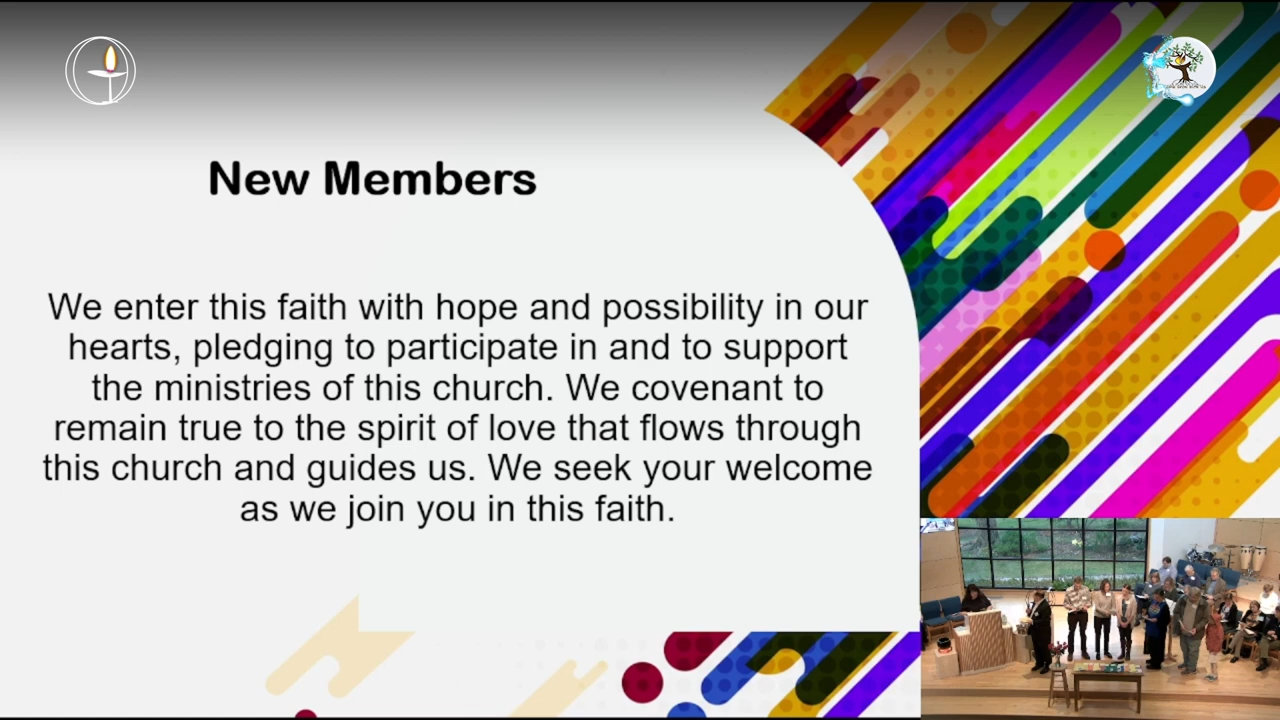 New Members
We enter this faith with hope and possibility in our
hearts, pledging to participate in and to support
the ministries of this church. We covenant to
remain true to the spirit of love that flows through
this church and guides us. We seek your welcome
as we join you in this faith.